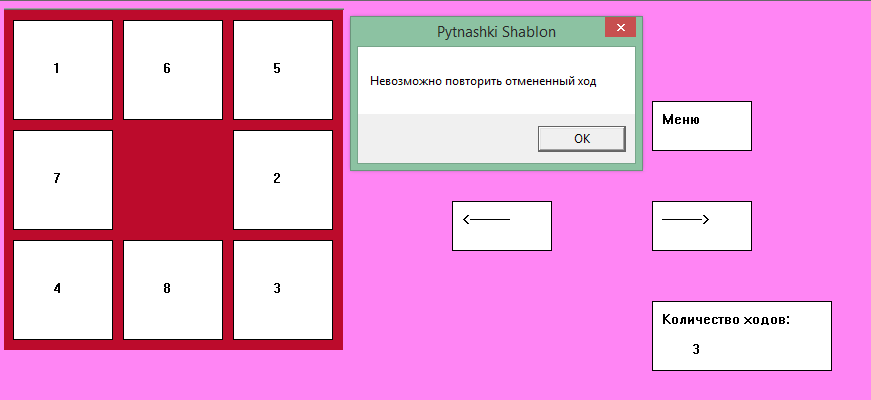 1 6 5
7 2
4 8 3
Pytnashki Shablon
Невозможно повторить отмененный ход
OK
Меню
<——— ———>
Количество ходов:
3